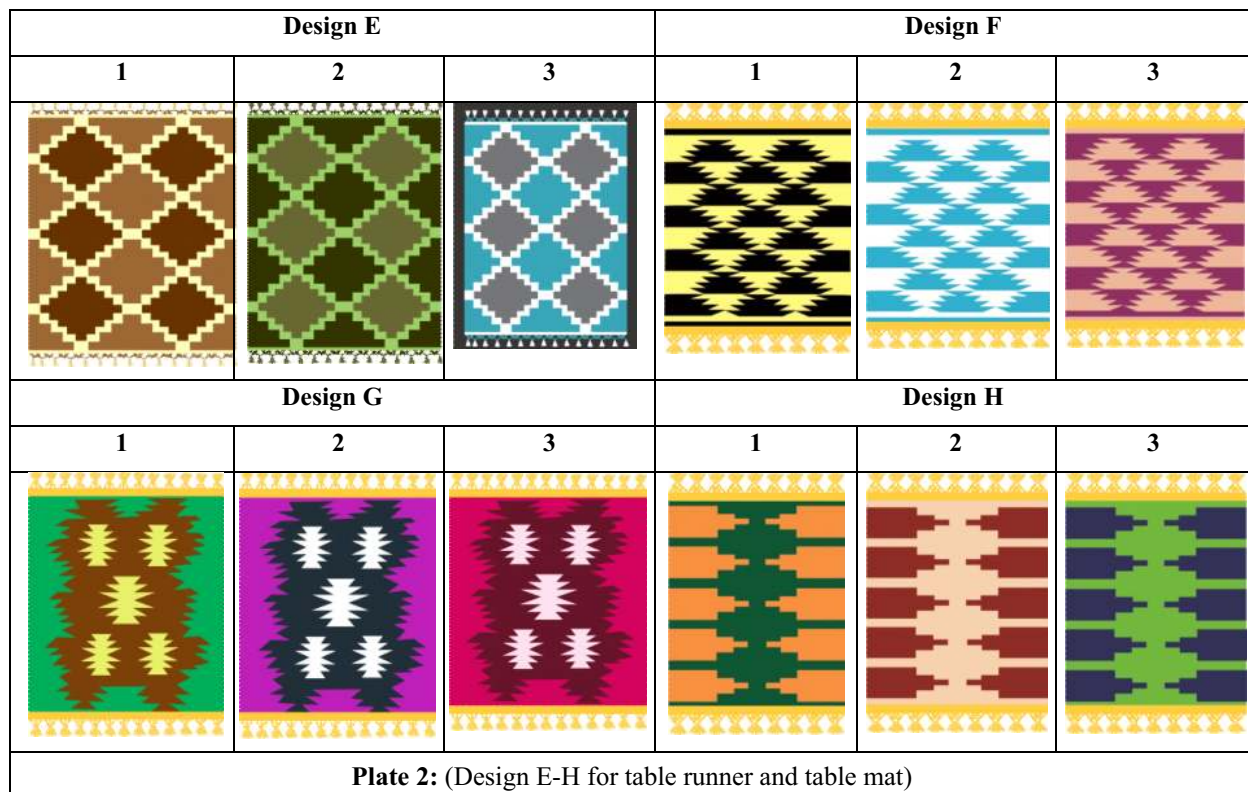 Design E Design F
1 2 3 1 2 3
Design G Design H
1 2 3 1 2 3
Plate 2: (Design E-H for table runner and table mat)